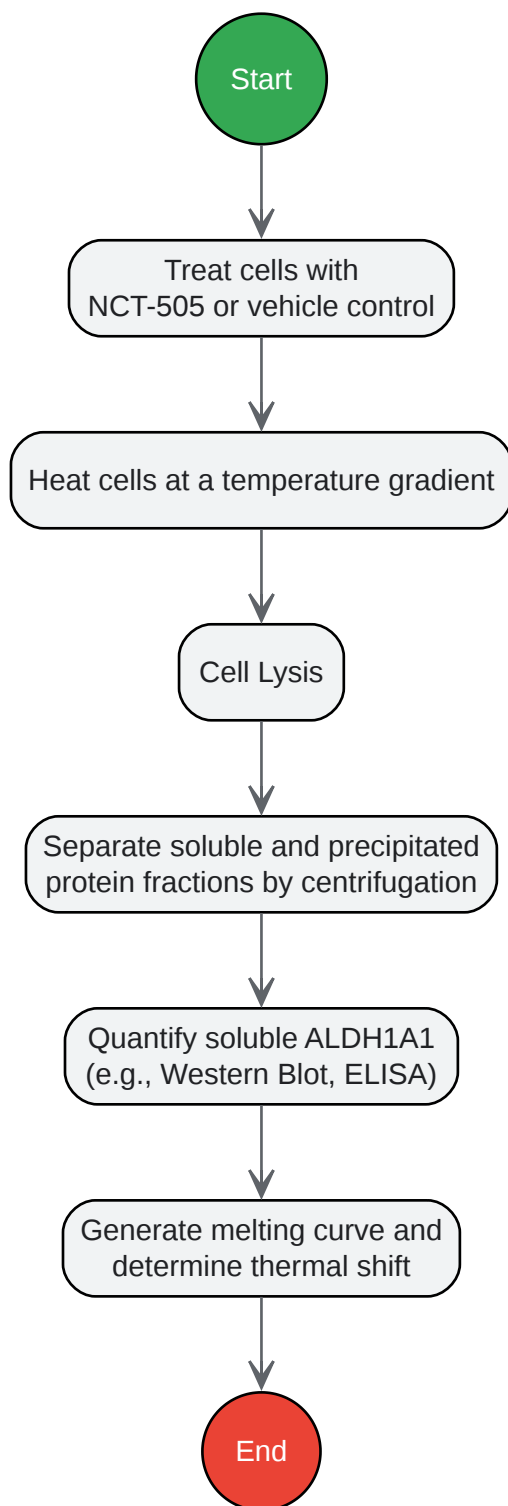 Start
Treat cells with
NCT-505 or vehicle control
Heat cells at a temperature gradient
Cell Lysis
Separate soluble and precipitated
protein fractions by centrifugation
Quantify soluble ALDH1A1
(e.g., Western Blot, ELISA)
Generate melting curve and
determine thermal shift
End